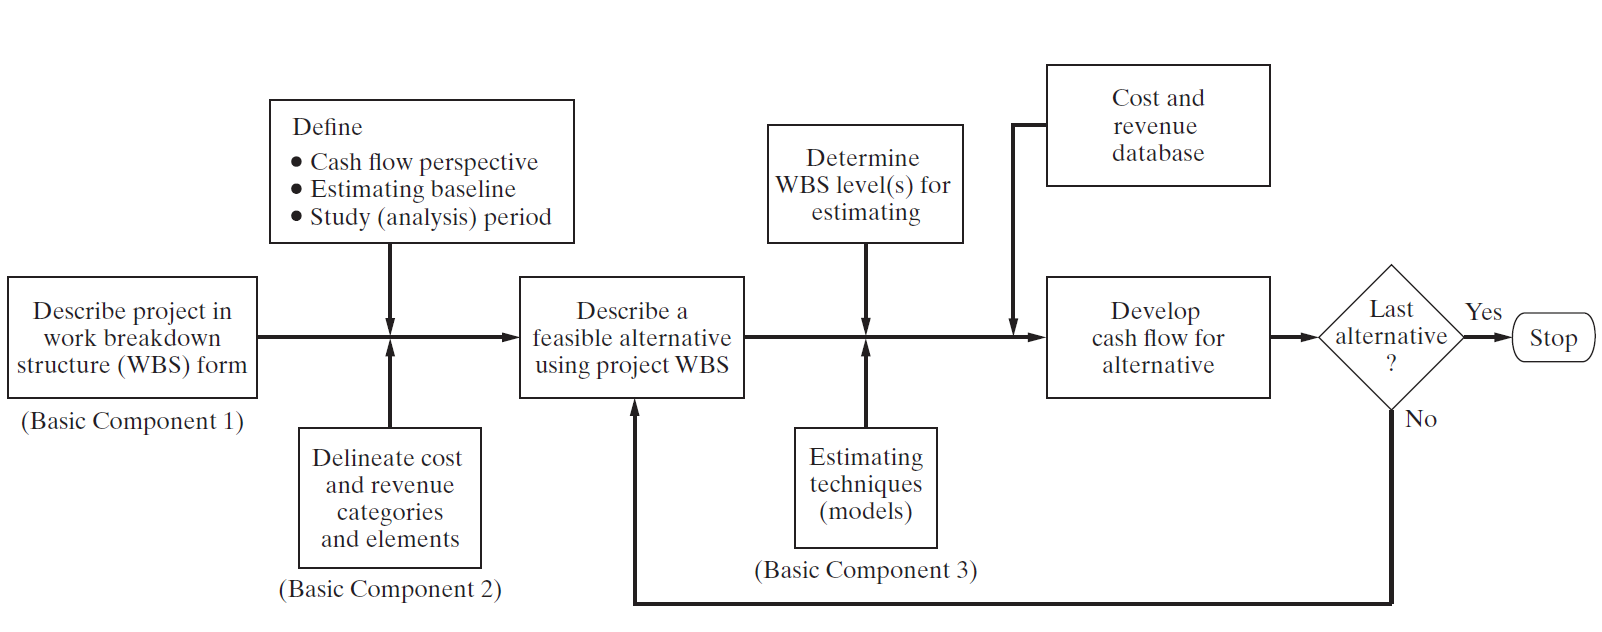 Define
• Cash flow perspective
• Estimating baseline
• Study (analysis) period
Describe project in
work breakdown
structure (WBS) form
(Basic Component 1)
Delineate cost
and revenue
categories
and elements
(Basic Component 2)
Describe a
feasible alternative
using project WBS
Determine
WBS level(s) for
estimating
Estimating
techniques
(models)
(Basic Component 3)
Cost and
revenue
database
Develop
cash flow for
alternative
Last
alternative
?
Yes
No
Stop